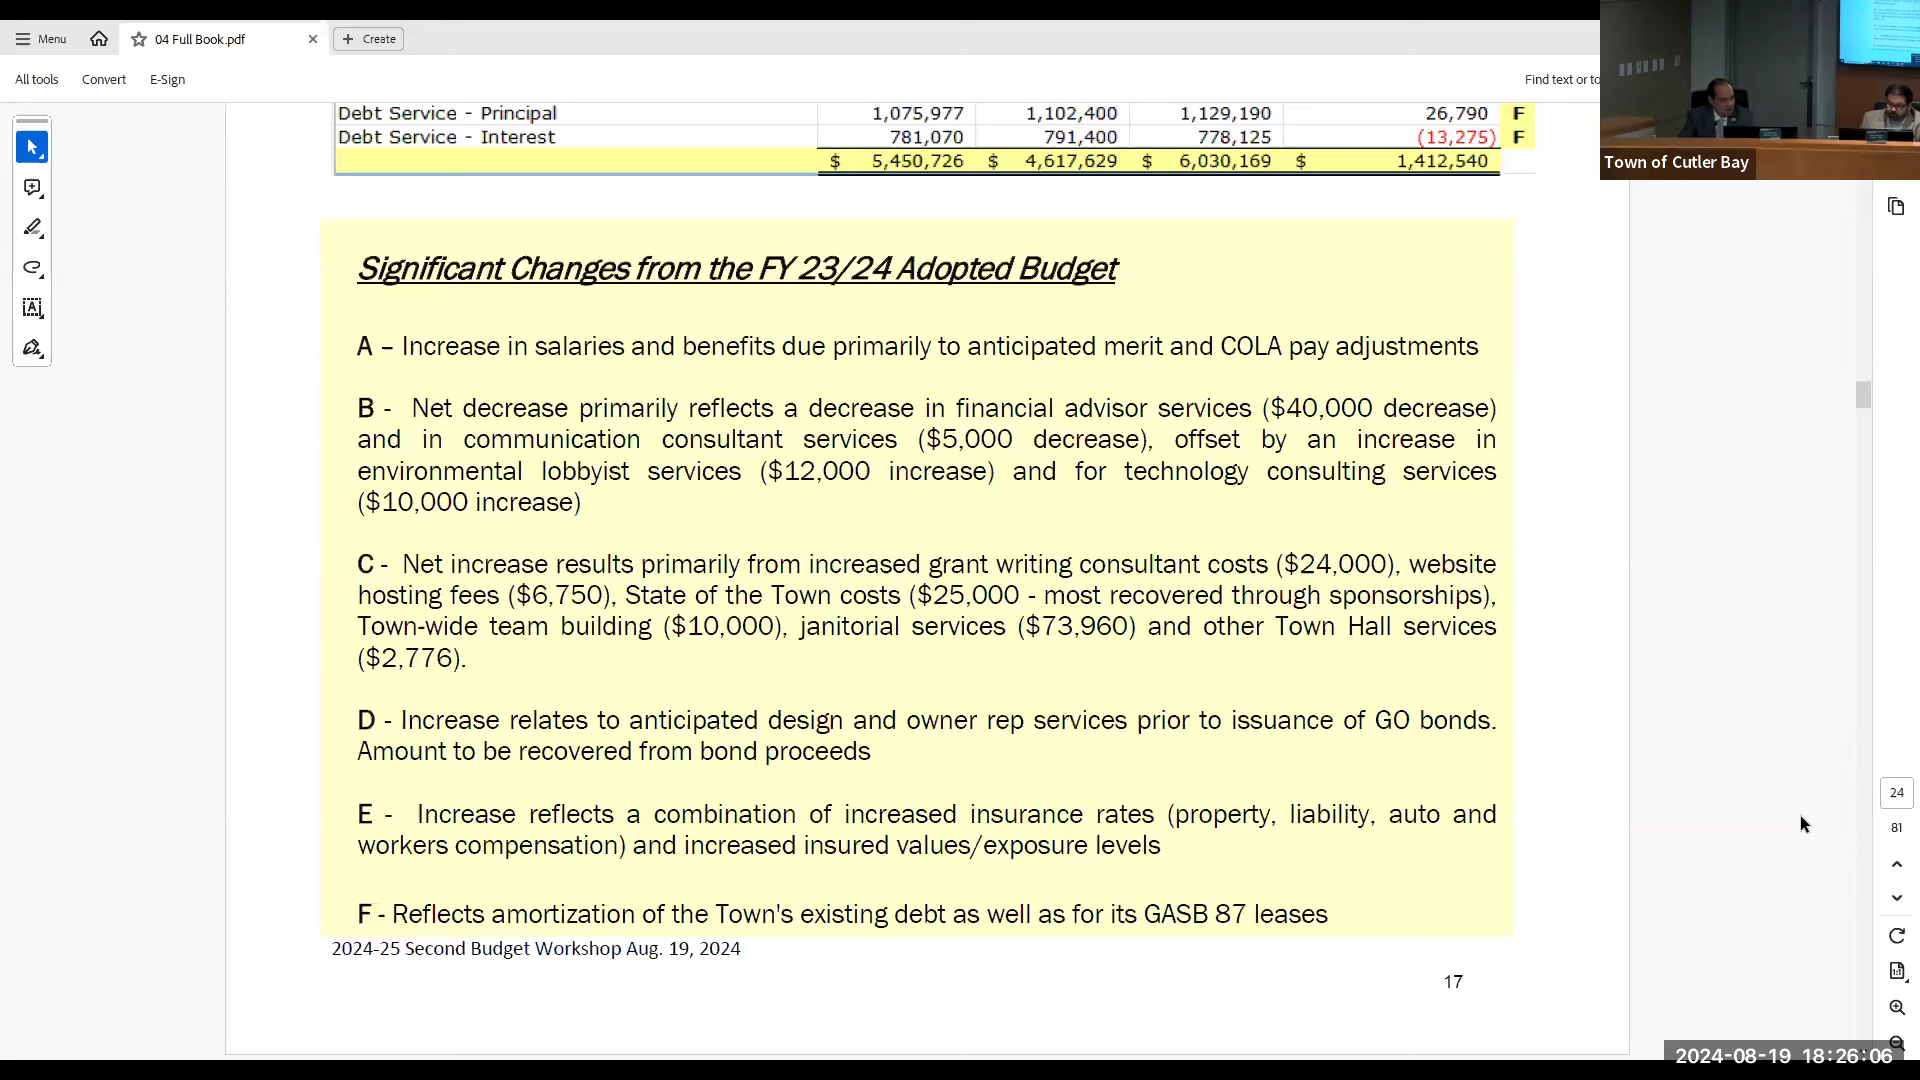 Menu
04 Full Book.pdf
Create
All tools
Convert
E-Sign
Find text or to
Town of Cutler Bay
Debt Service - Principal 1,075,977 1,102,400 1,129,190 26,790 F
Debt Service - Interest 781,070 791,400 778,125 (13,275) F
$ 5,450,726 $ 4,617,629 $ 6,030,169 $ 1,412,540
Significant Changes from the FY 23/24 Adopted Budget
A – Increase in salaries and benefits due primarily to anticipated merit and COLA pay adjustments
B - Net decrease primarily reflects a decrease in financial advisor services ($40,000 decrease)
and in communication consultant services ($5,000 decrease), offset by an increase in
environmental lobbyist services ($12,000 increase) and for technology consulting services
($10,000 increase)
C - Net increase results primarily from increased grant writing consultant costs ($24,000), website
hosting fees ($6,750), State of the Town costs ($25,000 - most recovered through sponsorships),
Town-wide team building ($10,000), janitorial services ($73,960) and other Town Hall services
($2,776).
D - Increase relates to anticipated design and owner rep services prior to issuance of GO bonds.
Amount to be recovered from bond proceeds
E - Increase reflects a combination of increased insurance rates (property, liability, auto and
workers compensation) and increased insured values/exposure levels
F - Reflects amortization of the Town's existing debt as well as for its GASB 87 leases
2024-25 Second Budget Workshop Aug. 19, 2024
17
24
81
2024-08-19 18:26:06